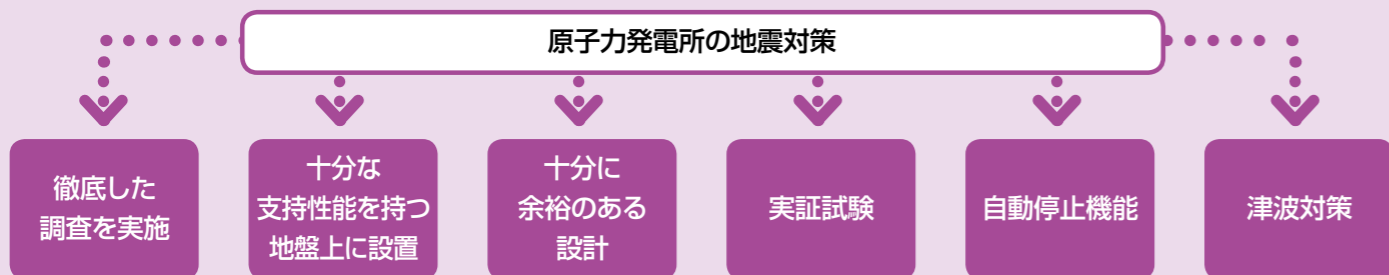 原子力発電所の地震対策
徹底した
調査を実施
十分な
支持性能を持つ
地盤上に設置
十分に
余裕のある
設計
実証試験
自動停止機能
津波対策